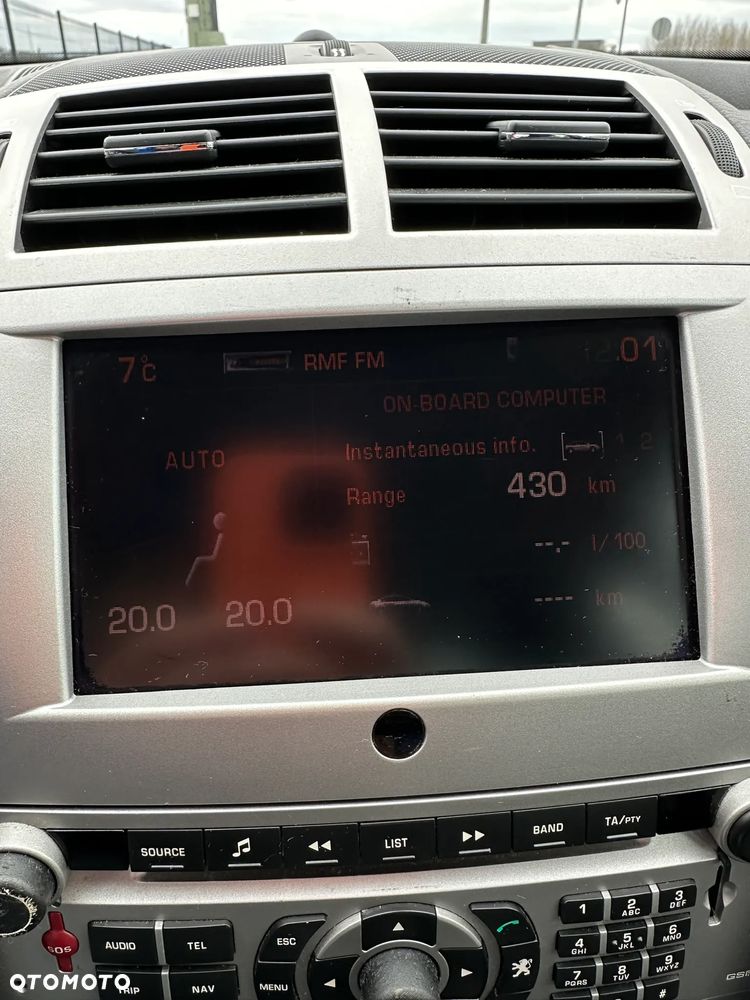 7°C RMF FM 12.01
ON-BOARD COMPUTER
AUTO Instantaneous info. 1 2
Range 430 km
--.- l/100
20.0 20.0 ---- km
SOURCE LIST BAND TA/PTY
1 2 ABC 3 DEF
AUDIO TEL ESC 4 GHI 5 JKL 6 MNO
SOS
TRIP NAV MENU 7 PQRS 8 TUV 9 WXYZ
#
OTOMOTO